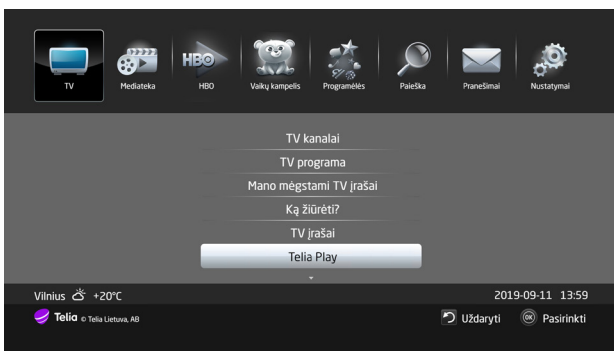 HBO
TV Mediateka HBO Vaikų kampelis Programėlės Paieška Pranešimai Nustatymai
TV kanalai
TV programa
Mano mėgstami TV įrašai
Ką žiūrėti?
TV įrašai
Telia Play
Vilnius +20°C 2019-09-11 13:59
Telia © Telia Lietuva, AB Uždaryti OK Pasirinkti